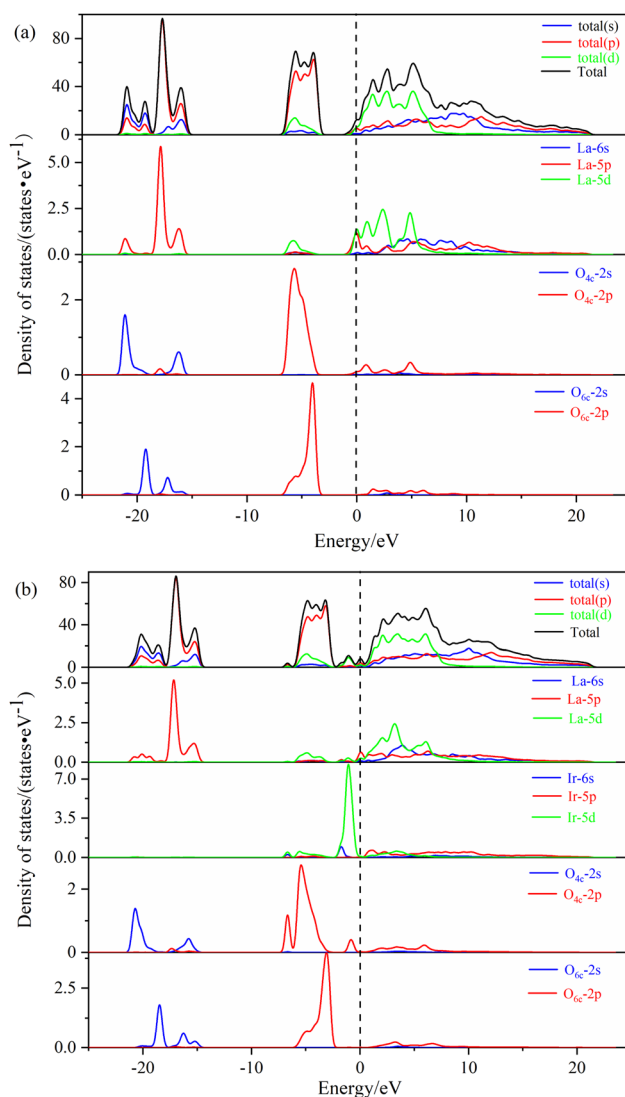 (a)
80
40
0
total(s)
total(p)
total(d)
Total
5.0
2.5
0.0
La-6s
La-5p
La-5d
2
0
O4c-2s
O4c-2p
4
2
0
O6c-2s
O6c-2p
Density of states/(states•eV⁻¹)
-20 -10 0 10 20
Energy/eV
(b)
80
40
0
total(s)
total(p)
total(d)
Total
5.0
2.5
0.0
La-6s
La-5p
La-5d
7.0
3.5
0.0
Ir-6s
Ir-5p
Ir-5d
2
0
O4c-2s
O4c-2p
2.5
0.0
O6c-2s
O6c-2p
Density of states/(states•eV⁻¹)
-20 -10 0 10 20
Energy/eV